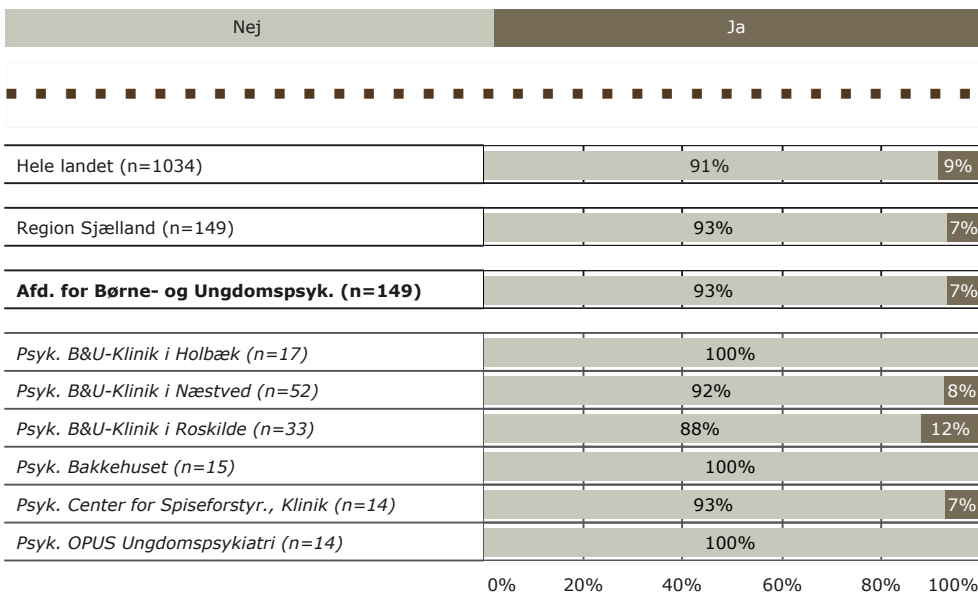 Nej Ja
Hele landet (n=1034) 91% 9%
Region Sjælland (n=149) 93% 7%
Afd. for Børne- og Ungdomspsyk. (n=149) 93% 7%
Psyk. B&U-Klinik i Holbæk (n=17) 100%
Psyk. B&U-Klinik i Næstved (n=52) 92% 8%
Psyk. B&U-Klinik i Roskilde (n=33) 88% 12%
Psyk. Bakkehuset (n=15) 100%
Psyk. Center for Spiseforstyr., Klinik (n=14) 93% 7%
Psyk. OPUS Ungdomspsykiatri (n=14) 100%
0% 20% 40% 60% 80% 100%